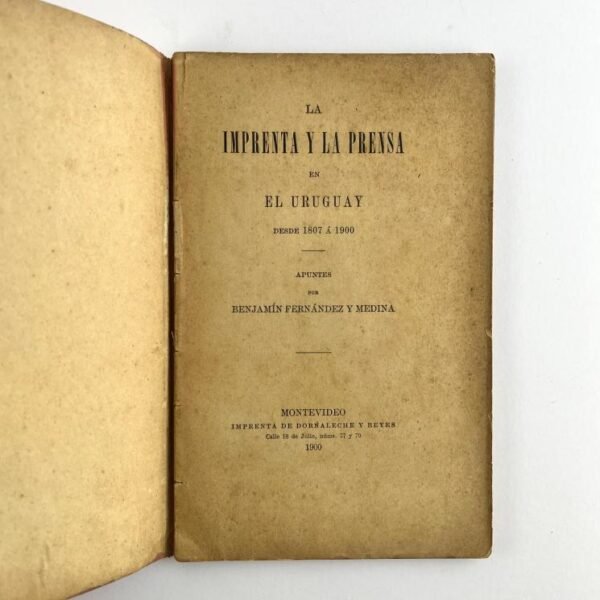 LA
IMPRENTA Y LA PRENSA
EN
EL URUGUAY
DESDE 1807 Á 1900
APUNTES
POR
BENJAMÍN FERNÁNDEZ Y MEDINA
MONTEVIDEO
IMPRENTA DE DORNALECHE Y REYES
Calle 18 de Julio, núms. 77 y 79
1900